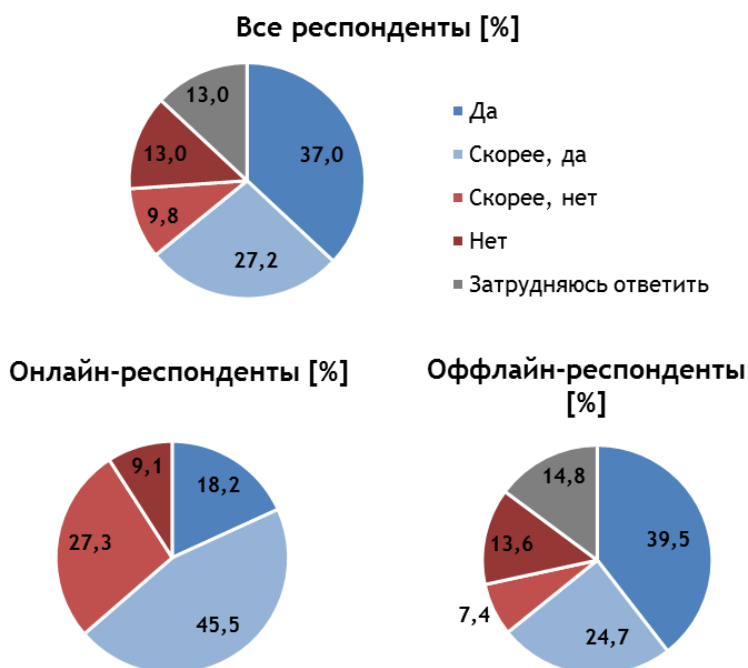 Все респонденты [%]
13,0
37,0
13,0
9,8
27,2
Да
Скорее, да
Скорее, нет
Нет
Затрудняюсь ответить
Онлайн-респонденты [%]
9,1
18,2
27,3
45,5
Оффлайн-респонденты
[%]
14,8
39,5
13,6
7,4
24,7